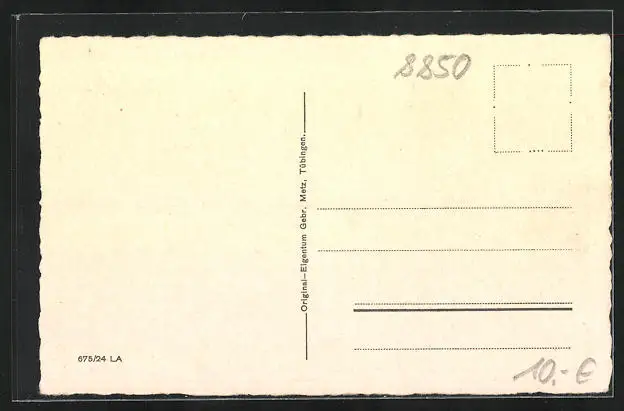 8850
Original-Eigentum Gebr. Metz, Tübingen.
675/24 LA
10,- €